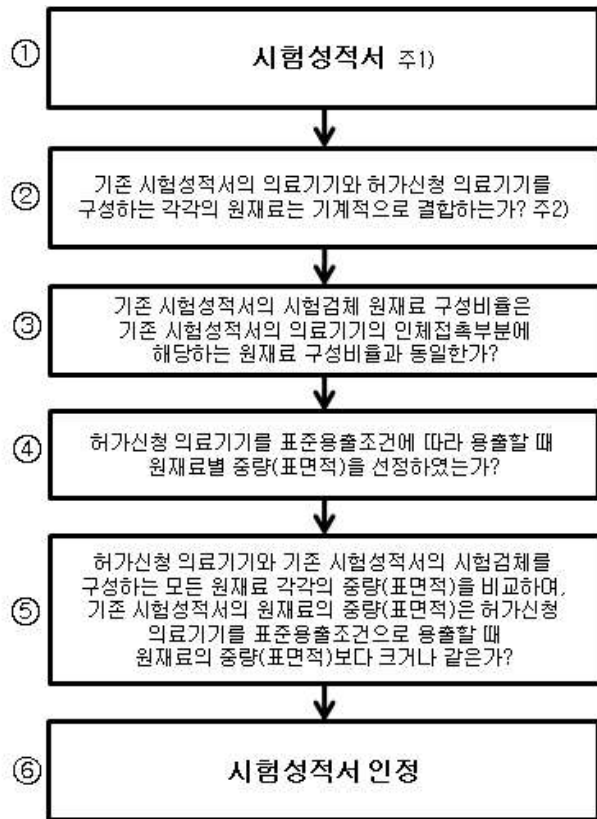 ① 시험성적서 주1)
② 기존 시험성적서의 의료기기와 허가신청 의료기기를
구성하는 각각의 원재료는 기계적으로 결합하는가? 주2)
③ 기존 시험성적서의 시험검체 원재료 구성비율은
기존 시험성적서의 의료기기의 인체접촉부분에
해당하는 원재료 구성비율과 동일한가?
④ 허가신청 의료기기를 표준용출조건에 따라 용출할 때
원재료별 중량(표면적)을 선정하였는가?
⑤ 허가신청 의료기기와 기존 시험성적서의 시험검체를
구성하는 모든 원재료 각각의 중량(표면적)을 비교하여,
기존 시험성적서의 원재료의 중량(표면적)은 허가신청
의료기기를 표준용출조건으로 용출할 때
원재료의 중량(표면적)보다 크거나 같은가?
⑥ 시험성적서 인정